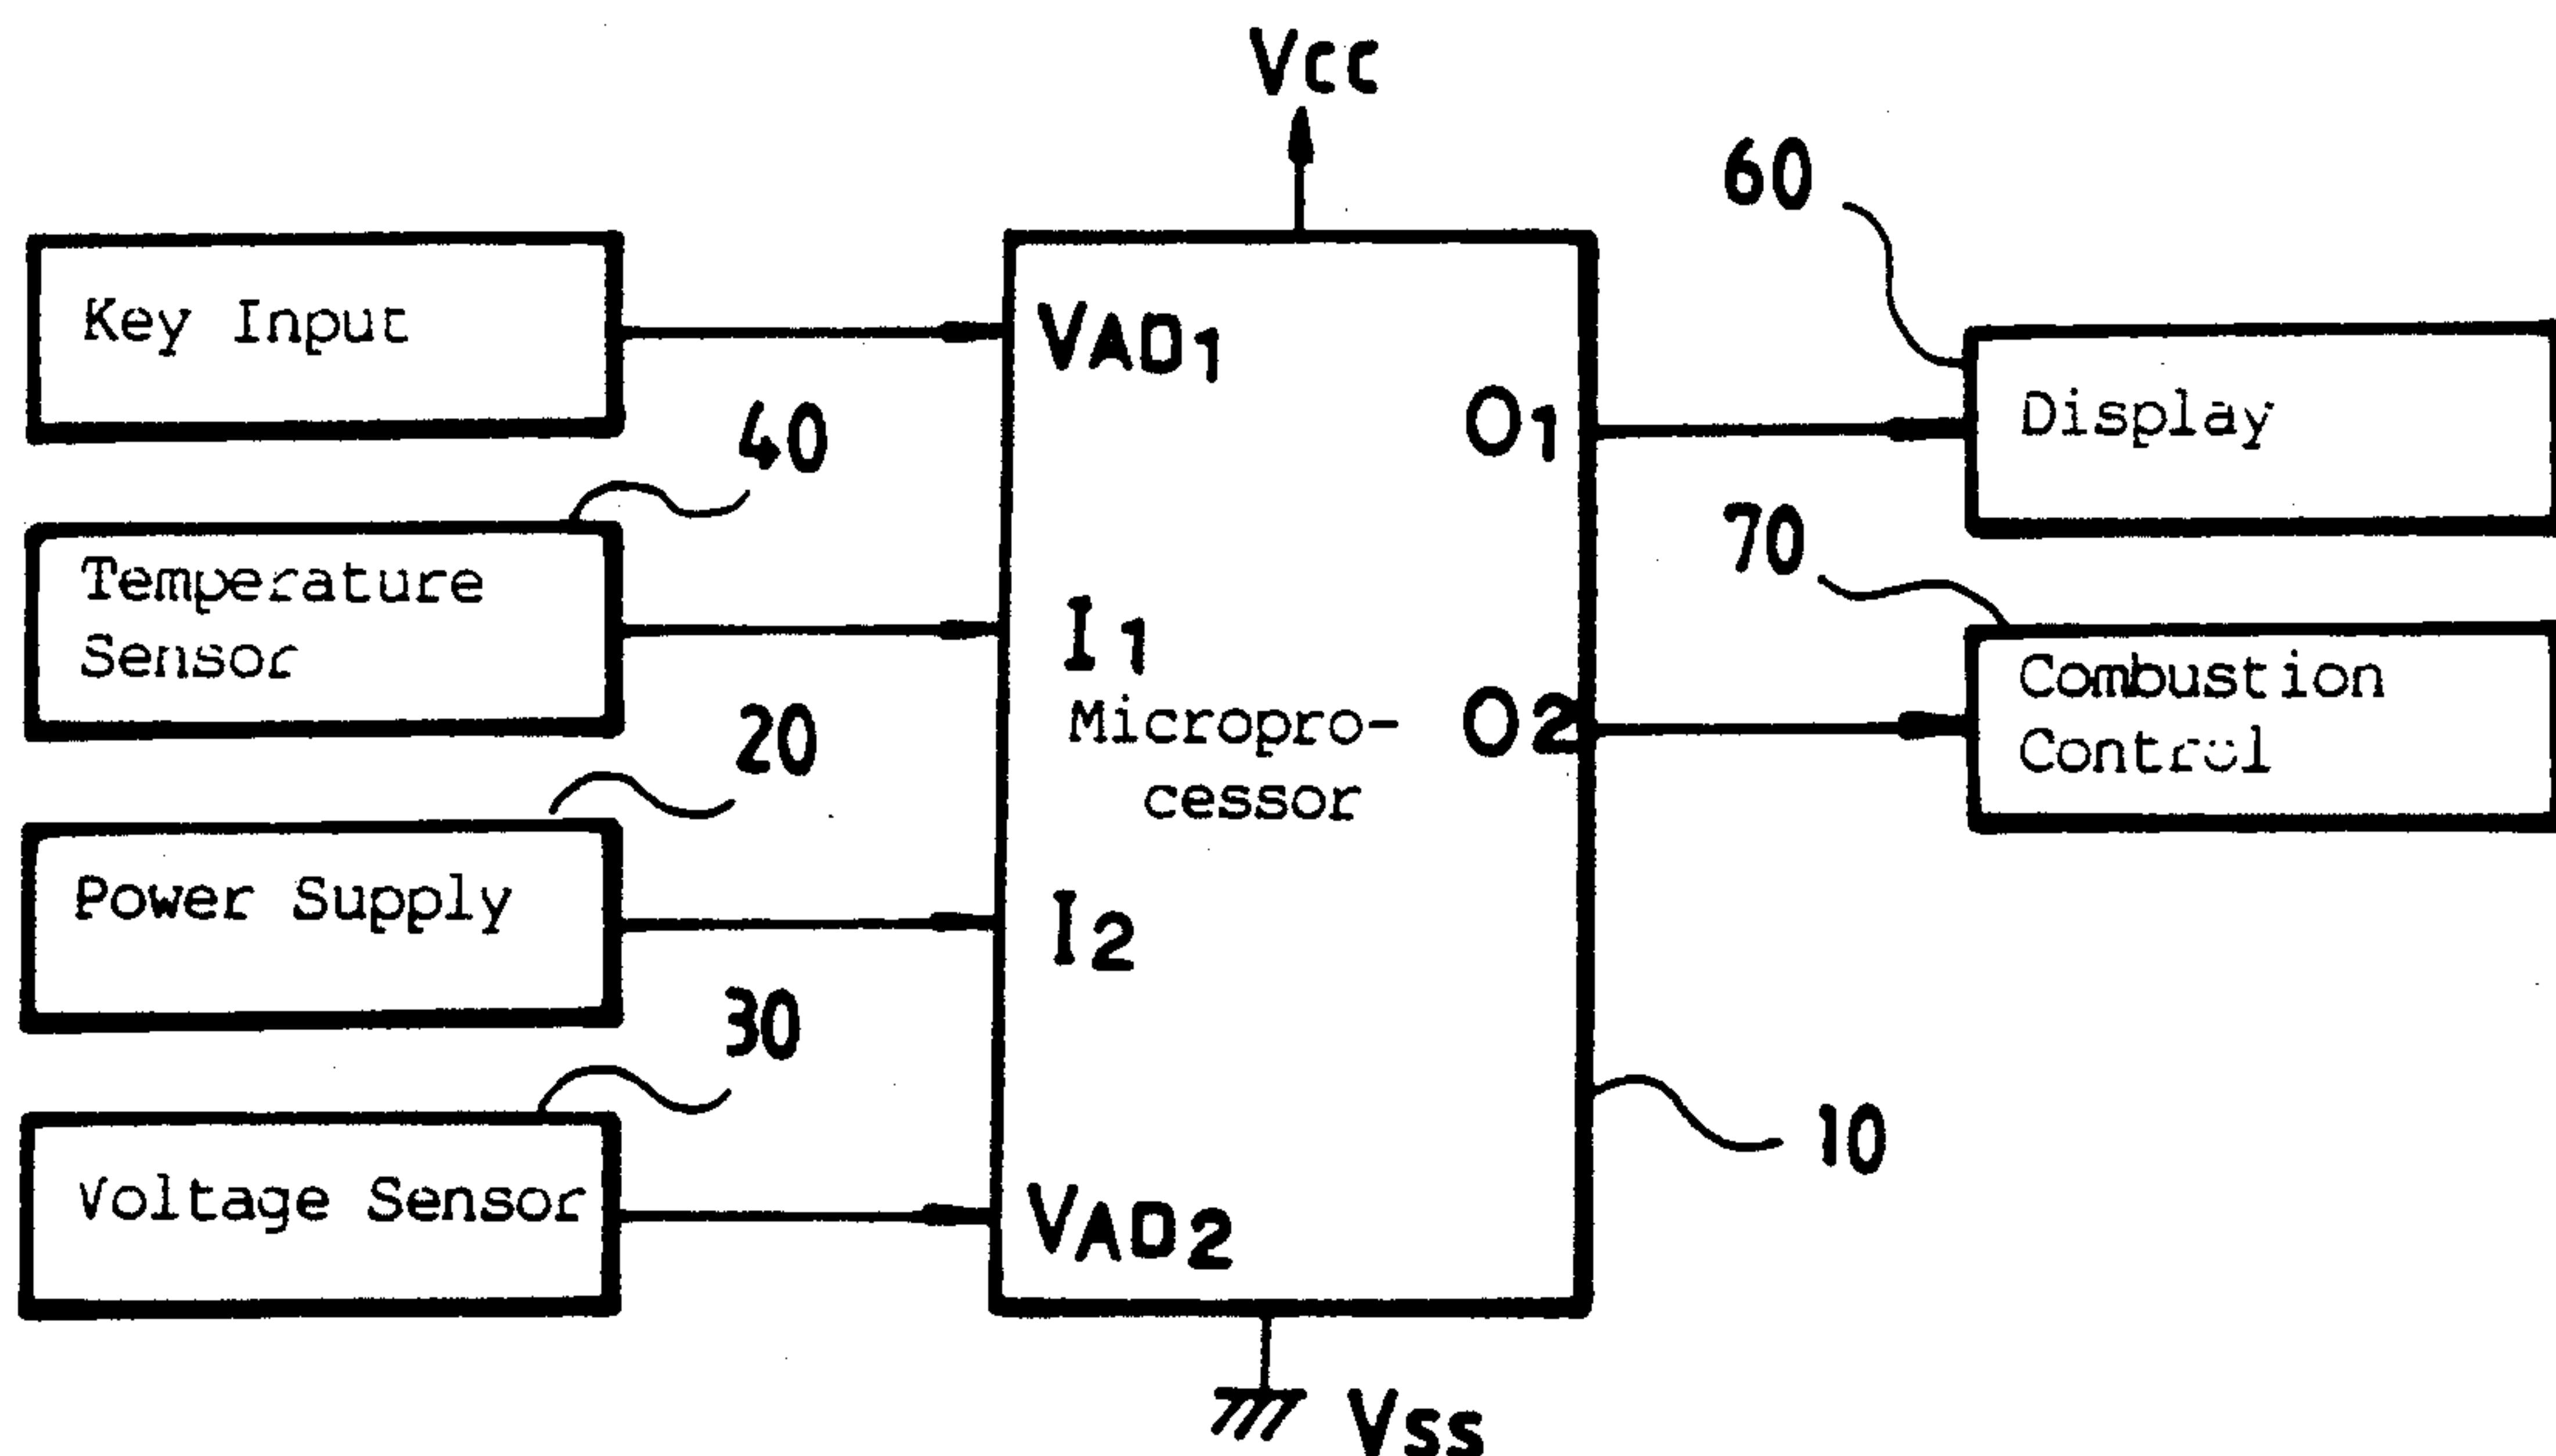 Vcc
60
Key Input
VAD1
40
O1
Display
70
Temperature
Sensor
I1
20
Micropro-
cessor
O2
Combustion
Control
Power Supply
I2
30
10
Voltage Sensor
VAD2
Vss